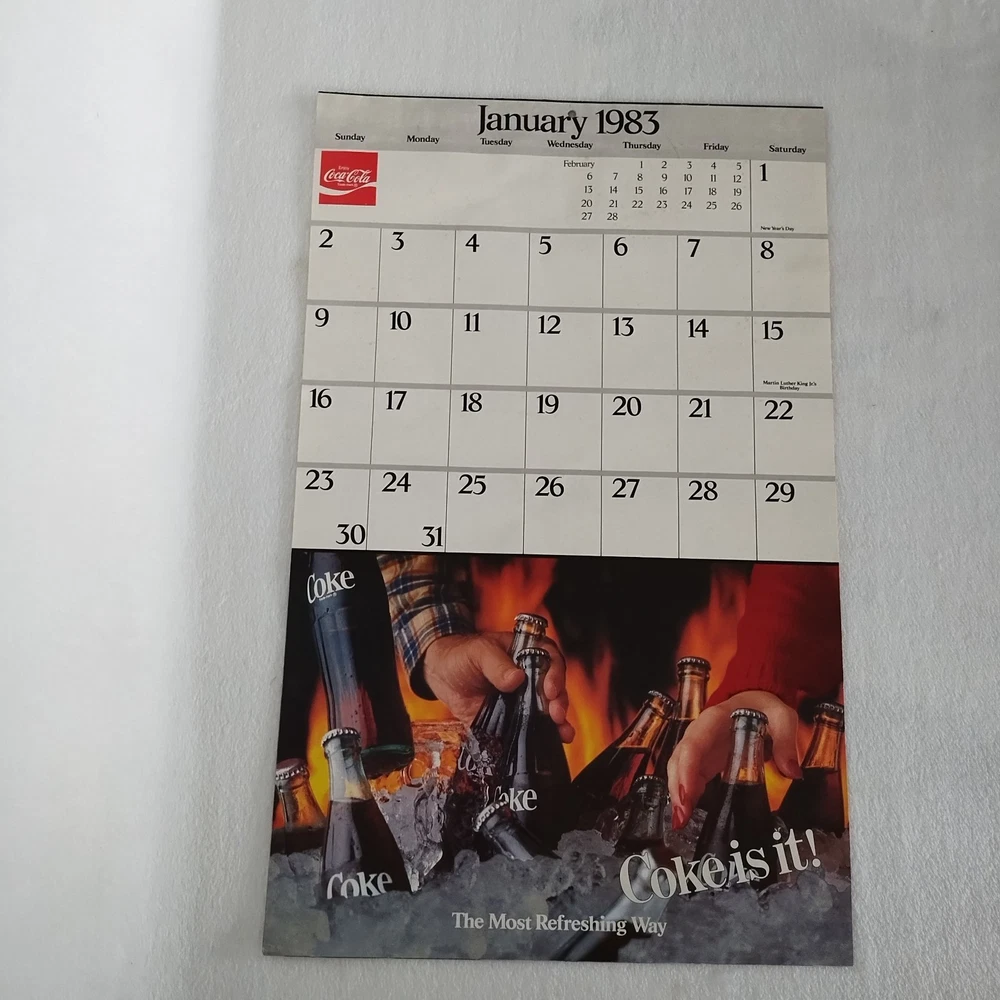 January 1983
Sunday Monday Tuesday Wednesday Thursday Friday Saturday
Enjoy
Coca-Cola
February 1 2 3 4 5
6 7 8 9 10 11 12
13 14 15 16 17 18 19
20 21 22 23 24 25 26
27 28
1
New Year's Day
2 3 4 5 6 7 8
9 10 11 12 13 14 15
Martin Luther King Jr's
Birthday
16 17 18 19 20 21 22
23 24 25 26 27 28 29
30 31
Coke
Coke
Coke
Coke is it!
The Most Refreshing Way